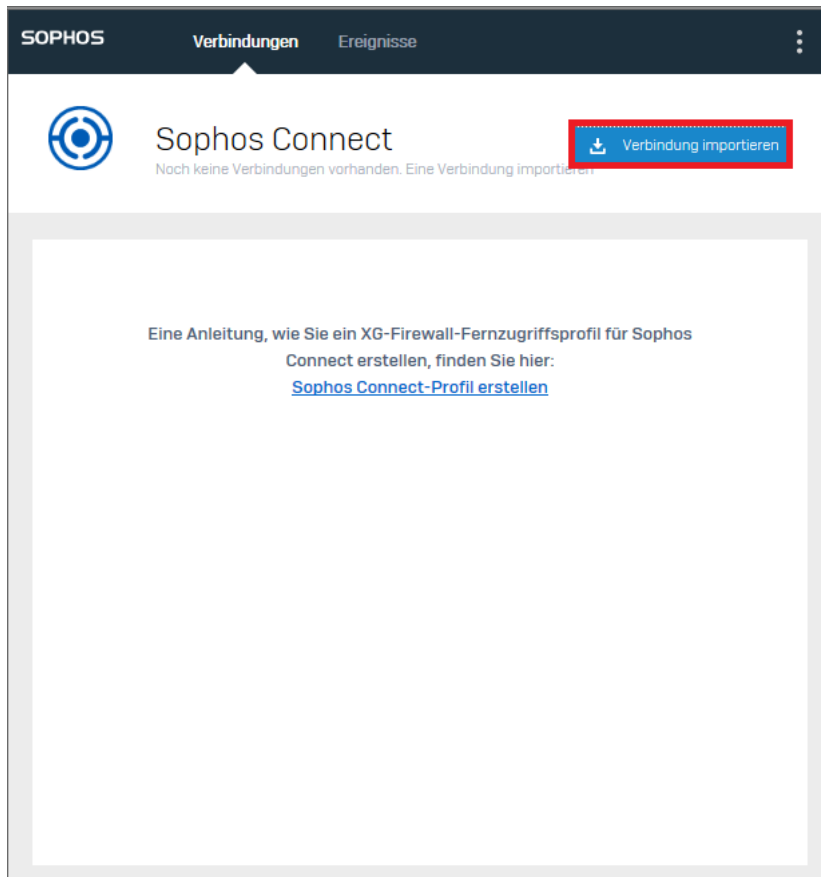 SOPHOS
Verbindungen
Ereignisse
Sophos Connect
Noch keine Verbindungen vorhanden. Eine Verbindung importieren
Verbindung importieren
Eine Anleitung, wie Sie ein XG-Firewall-Fernzugriffsprofil für Sophos
Connect erstellen, finden Sie hier:
Sophos Connect-Profil erstellen